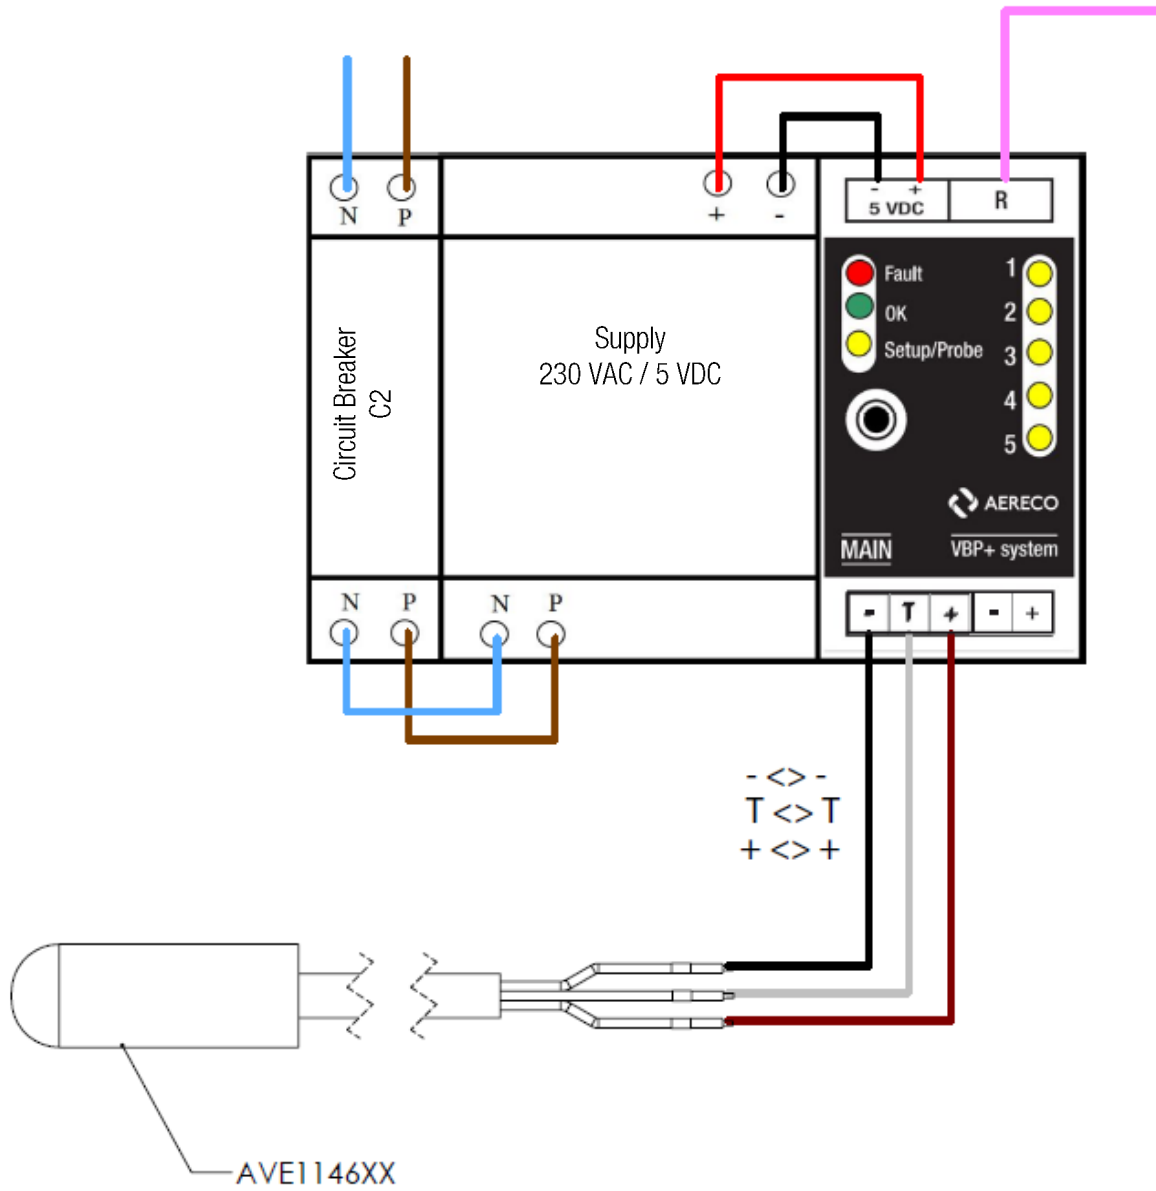 N P
+ -
- +
5 VDC
R
Circuit Breaker
C2
Supply
230 VAC / 5 VDC
Fault
OK
Setup/Probe
1
2
3
4
5
AERECO
MAIN
VBP+ system
N P
N P
- T + - +
- <> -
T <> T
+ <> +
AVE1146XX